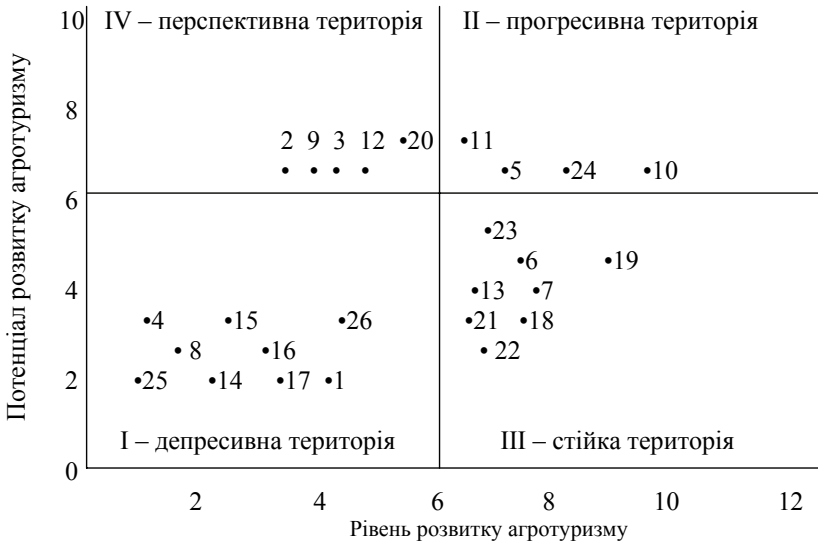 10 IV – перспективна територія II – прогресивна територія
8
2 9 3 12 •20 •11
•5 •24 •10
6
•23
•6 •19
4 •13 •7
•4 •15 •26 •21 •18
• 8 •16 • 22
2 •25 •14 •17 •1
I – депресивна територія III – стійка територія
0
2 4 6 8 10 12
Рівень розвитку агротуризму
Потенціал розвитку агротуризму